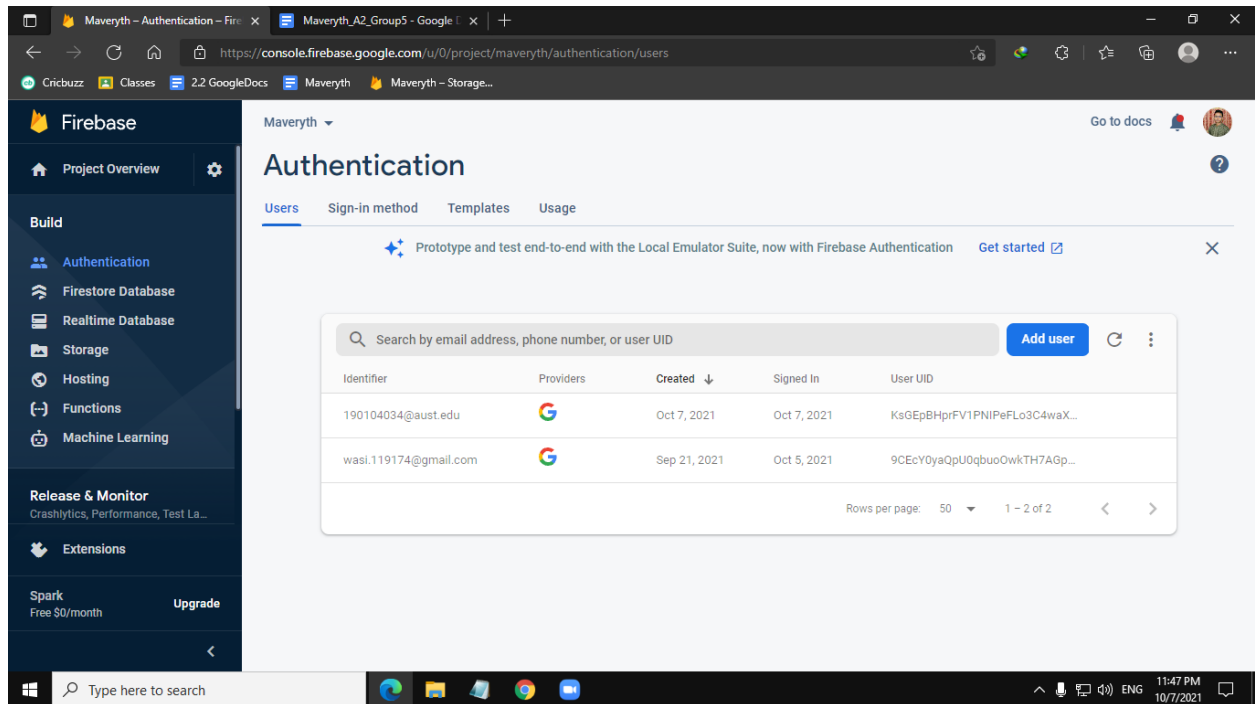 Maveryth – Authentication – Fire
Maveryth_A2_Group5 - Google D
https://console.firebase.google.com/u/0/project/maveryth/authentication/users
Cricbuzz Classes 2.2 GoogleDocs Maveryth Maveryth – Storage...
Firebase
Project Overview
Build
Authentication
Firestore Database
Realtime Database
Storage
Hosting
Functions
Machine Learning
Release & Monitor
Crashlytics, Performance, Test La...
Extensions
Spark
Free $0/month
Upgrade
Maveryth
Go to docs
Authentication
Users Sign-in method Templates Usage
Prototype and test end-to-end with the Local Emulator Suite, now with Firebase Authentication Get started
Search by email address, phone number, or user UID
Add user
Identifier Providers Created Signed In User UID
190104034@aust.edu Oct 7, 2021 Oct 7, 2021 KsGEpBHprFV1PNIPeFLo3C4waX...
wasi.119174@gmail.com Sep 21, 2021 Oct 5, 2021 9CEcY0yaQpU0qbuoOwkTH7AGp...
Rows per page: 50 1 – 2 of 2
Type here to search
ENG
11:47 PM
10/7/2021